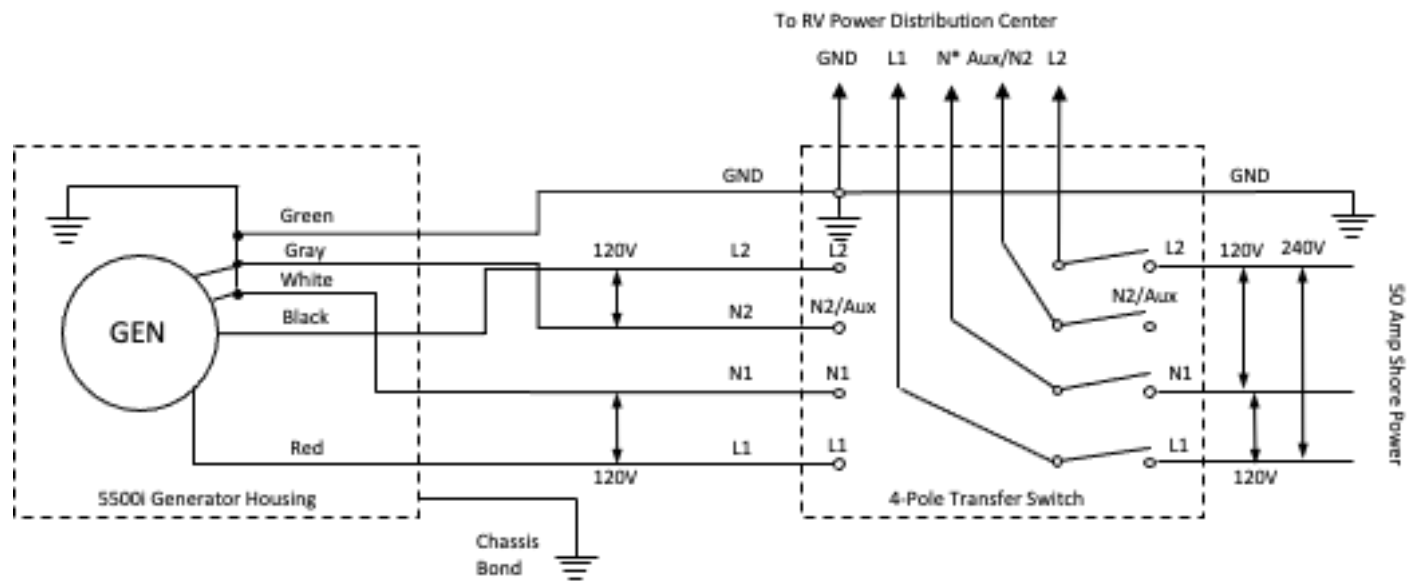 To RV Power Distribution Center
GND L1 N* Aux/N2 L2
GND
GND
Green
Gray
White
Black
Red
GEN
120V
L2
L2
N2
N2/Aux
N1
N1
L1
L1
120V
L2
N2/Aux
N1
L1
120V 240V
120V
50 Amp Shore Power
5500i Generator Housing
4-Pole Transfer Switch
Chassis
Bond